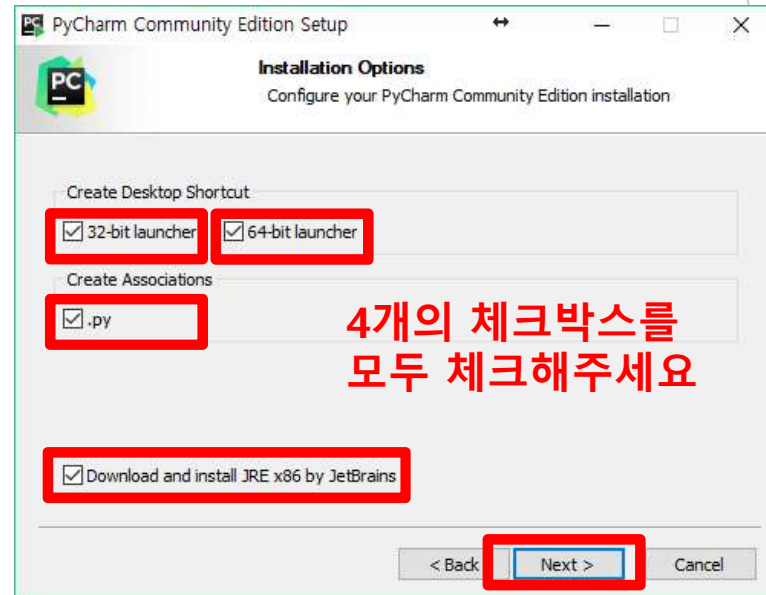 PyCharm Community Edition Setup
PC
Installation Options
Configure your PyCharm Community Edition installation
Create Desktop Shortcut
32-bit launcher 64-bit launcher
Create Associations
.py
4개의 체크박스를
모두 체크해주세요
Download and install JRE x86 by JetBrains
< Back Next > Cancel